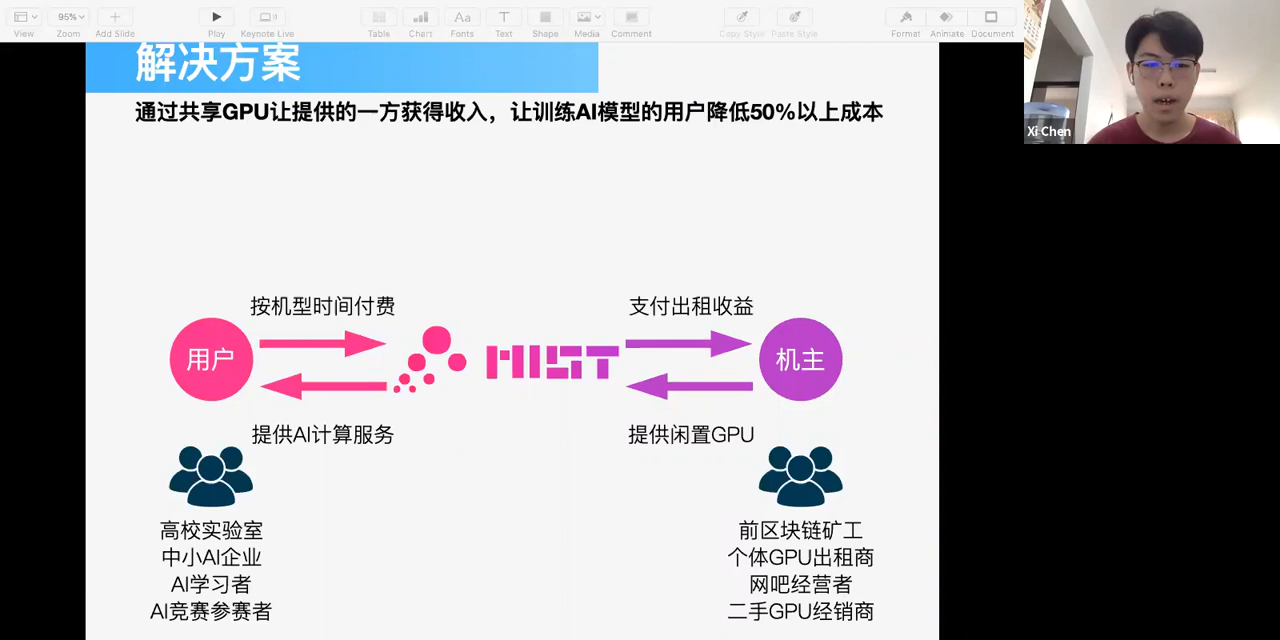 View
Zoom
95%
Add Slide
Play
Keynote Live
Table
Chart
Fonts
Text
Shape
Media
Comment
Copy Style
Paste Style
Format
Animate
Document
Aa
T
Xi Chen
解决方案
通过共享GPU让提供的一方获得收入，让训练AI模型的用户降低50%以上成本
按机型时间付费
支付出租收益
用户
MIST
机主
提供AI计算服务
提供闲置GPU
高校实验室
中小AI企业
AI学习者
AI竞赛参赛者
前区块链矿工
个体GPU出租商
网吧经营者
二手GPU经销商